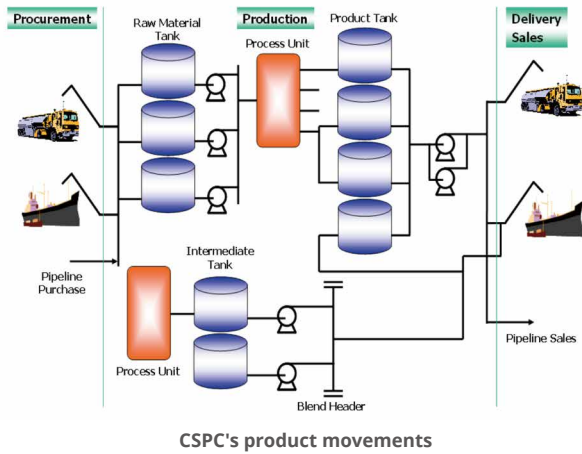 Procurement
Production
Delivery
Sales
Raw Material
Tank
Process Unit
Product Tank
Pipeline
Purchase
Intermediate
Tank
Process Unit
Blend Header
Pipeline Sales
CSPC's product movements